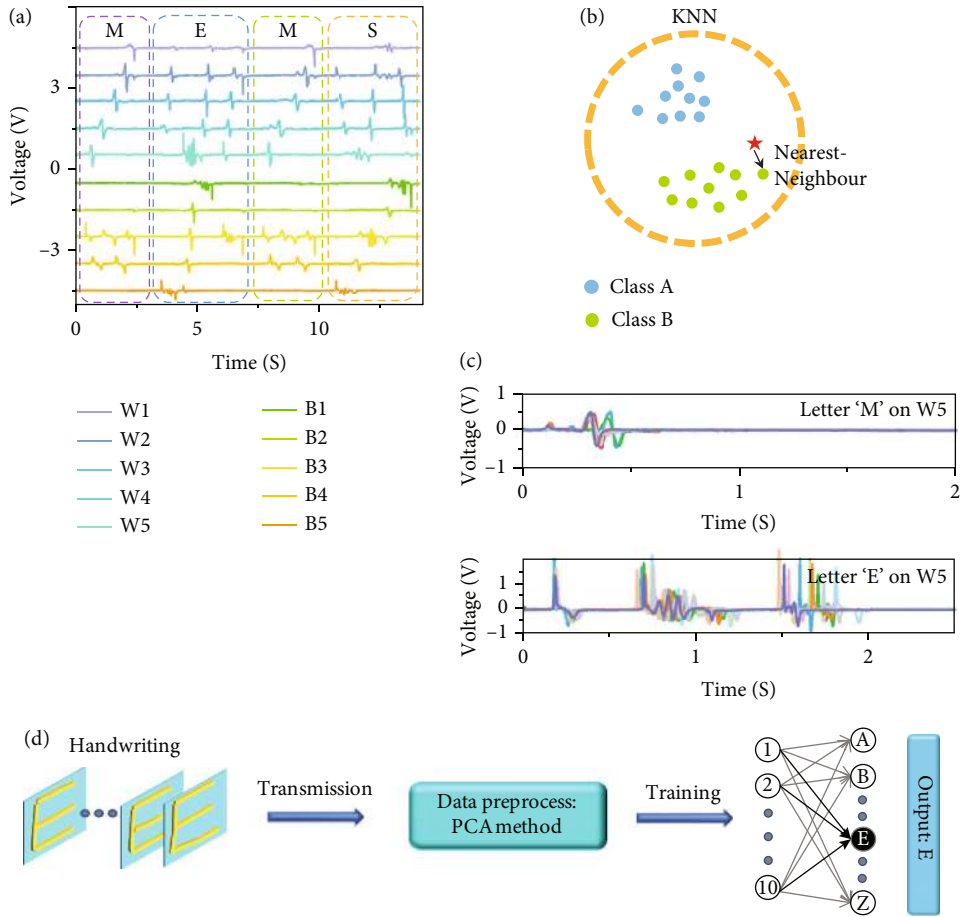 (a)
M E M S
Voltage (V)
3
0
−3
0 5 10
Time (S)
W1
W2
W3
W4
W5
B1
B2
B3
B4
B5
(b)
KNN
Nearest-
Neighbour
Class A
Class B
(c)
Voltage (V)
1
0
−1
Letter ‘M’ on W5
0 1 2
Time (S)
Voltage (V)
1
0
−1
Letter ‘E’ on W5
0 1 2
Time (S)
(d)
Handwriting
Transmission
Data preprocess:
PCA method
Training
1
2
10
A
B
E
Z
Output: E